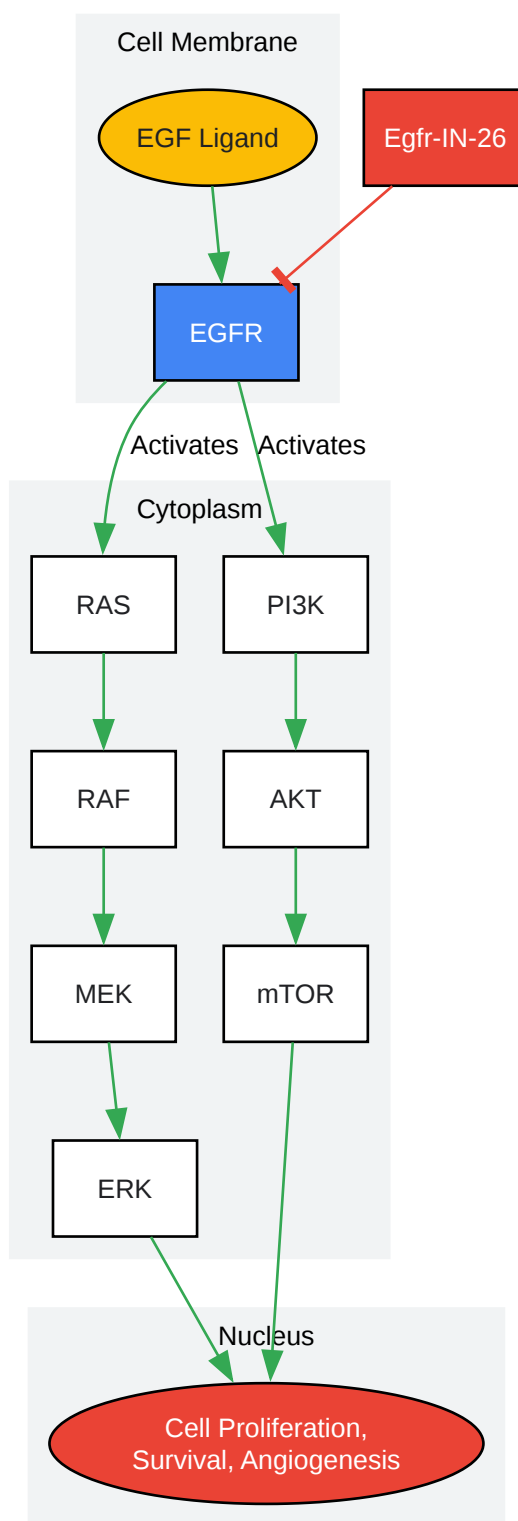 Cell Membrane
EGF Ligand
Egfr-IN-26
EGFR
Activates
Activates
Cytoplasm
RAS
PI3K
RAF
AKT
MEK
mTOR
ERK
Nucleus
Cell Proliferation,
Survival, Angiogenesis